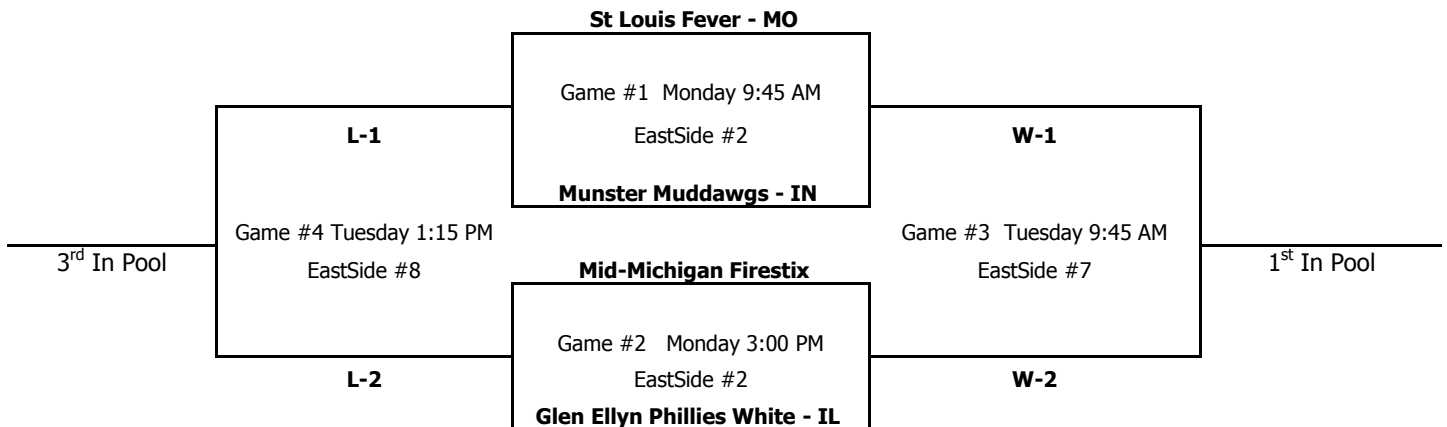 St Louis Fever - MO
Game #1 Monday 9:45 AM
L-1
EastSide #2
W-1
Munster Muddawgs - IN
Game #4 Tuesday 1:15 PM
Game #3 Tuesday 9:45 AM
3rd In Pool
EastSide #8
Mid-Michigan Firestix
EastSide #7
1st In Pool
Game #2 Monday 3:00 PM
L-2
EastSide #2
W-2
Glen Ellyn Phillies White - IL